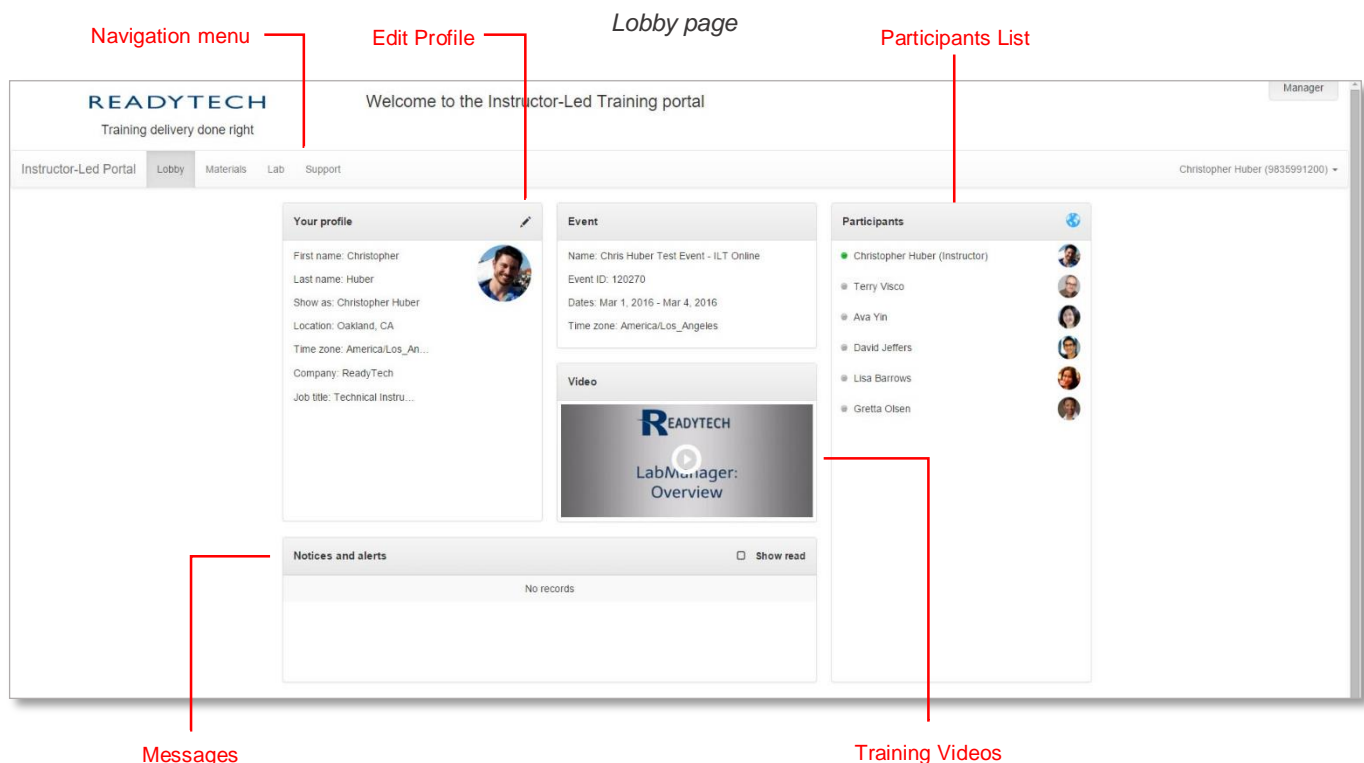 Lobby page
Navigation menu
Edit Profile
Participants List
READYTECH
Training delivery done right
Welcome to the Instructor-Led Training portal
Manager
Instructor-Led Portal Lobby Materials Lab Support
Christopher Huber (9835991200)
Your profile
First name: Christopher
Last name: Huber
Show as: Christopher Huber
Location: Oakland, CA
Time zone: America/Los_An...
Company: ReadyTech
Job title: Technical Instru...
Event
Name: Chris Huber Test Event - ILT Online
Event ID: 120270
Dates: Mar 1, 2016 - Mar 4, 2016
Time zone: America/Los_Angeles
Video
READYTECH
LabManager:
Overview
Participants
Christopher Huber (Instructor)
Terry Visco
Ava Yin
David Jeffers
Lisa Barrows
Gretta Olsen
Notices and alerts
Show read
No records
Messages
Training Videos